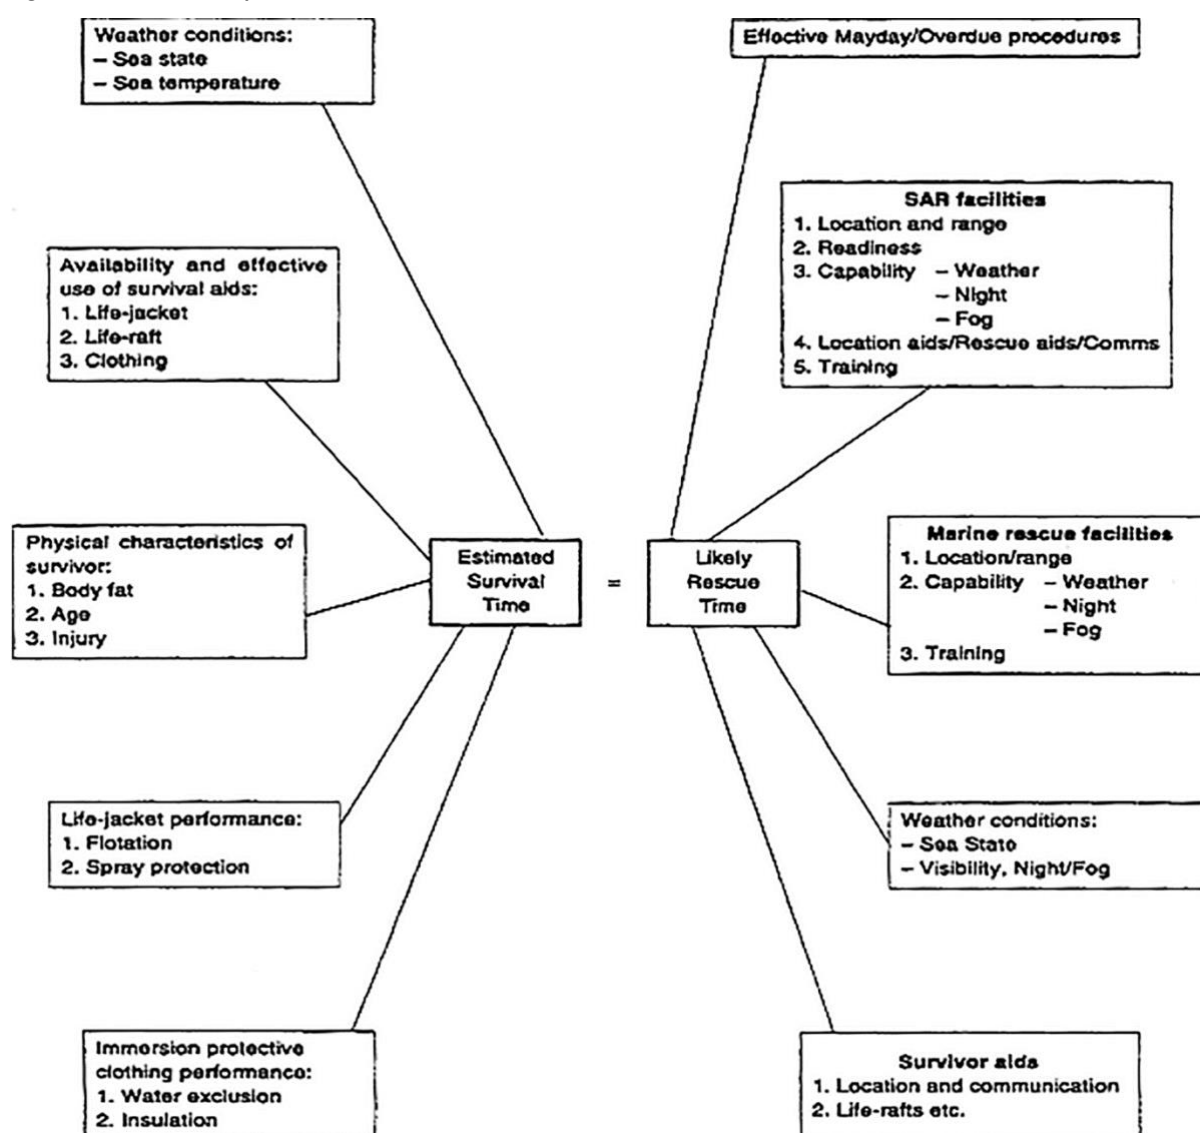 Weather conditions:
– Sea state
– Sea temperature
Effective Mayday/Overdue procedures
SAR facilities
1. Location and range
2. Readiness
3. Capability – Weather
– Night
– Fog
4. Location aids/Rescue aids/Comms
5. Training
Availability and effective
use of survival aids:
1. Life-jacket
2. Life-raft
3. Clothing
Physical characteristics of
survivor:
1. Body fat
2. Age
3. Injury
Estimated
Survival
Time
=
Likely
Rescue
Time
Marine rescue facilities
1. Location/range
2. Capability – Weather
– Night
– Fog
3. Training
Life-jacket performance:
1. Flotation
2. Spray protection
Weather conditions:
– Sea State
– Visibility, Night/Fog
Immersion protective
clothing performance:
1. Water exclusion
2. Insulation
Survivor aids
1. Location and communication
2. Life-rafts etc.